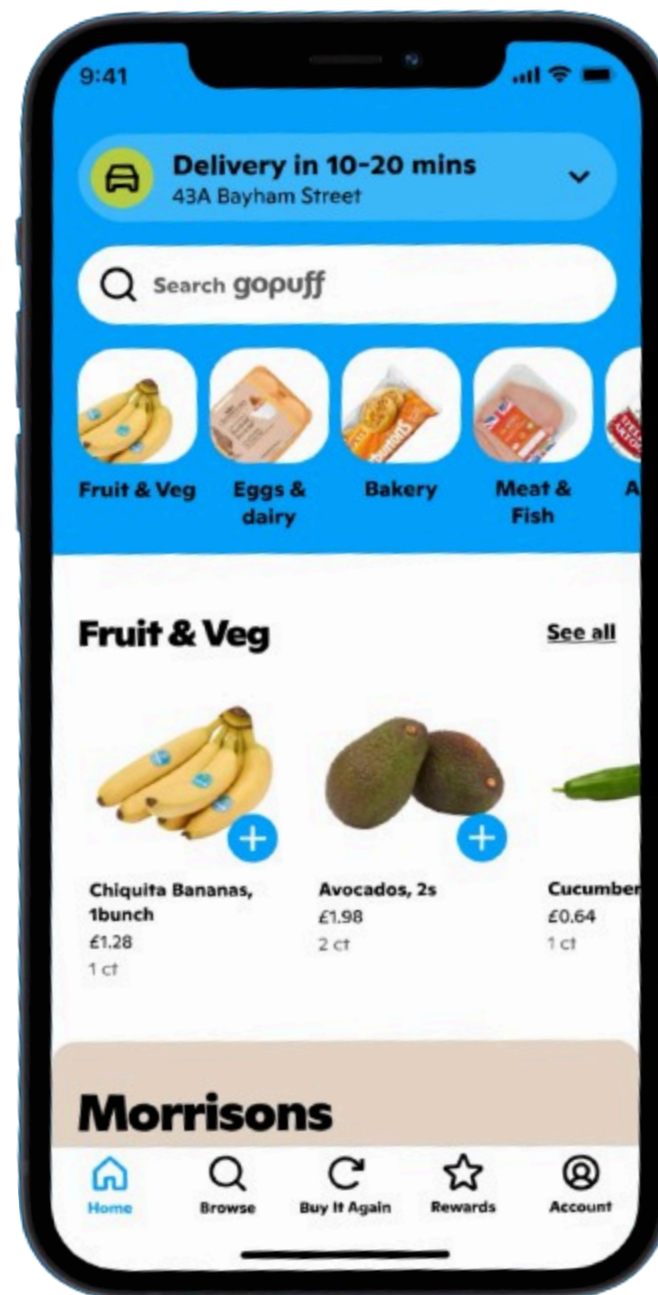 9:41
Delivery in 10-20 mins
43A Bayham Street
Search gopuff
Fruit & Veg
Eggs &
dairy
Bakery
Meat &
Fish
A
Fruit & Veg
See all
Chiquita Bananas,
1bunch
£1.28
1 ct
Avocados, 2s
£1.98
2 ct
Cucumber
£0.64
1 ct
Morrisons
Home
Browse
Buy It Again
Rewards
Account